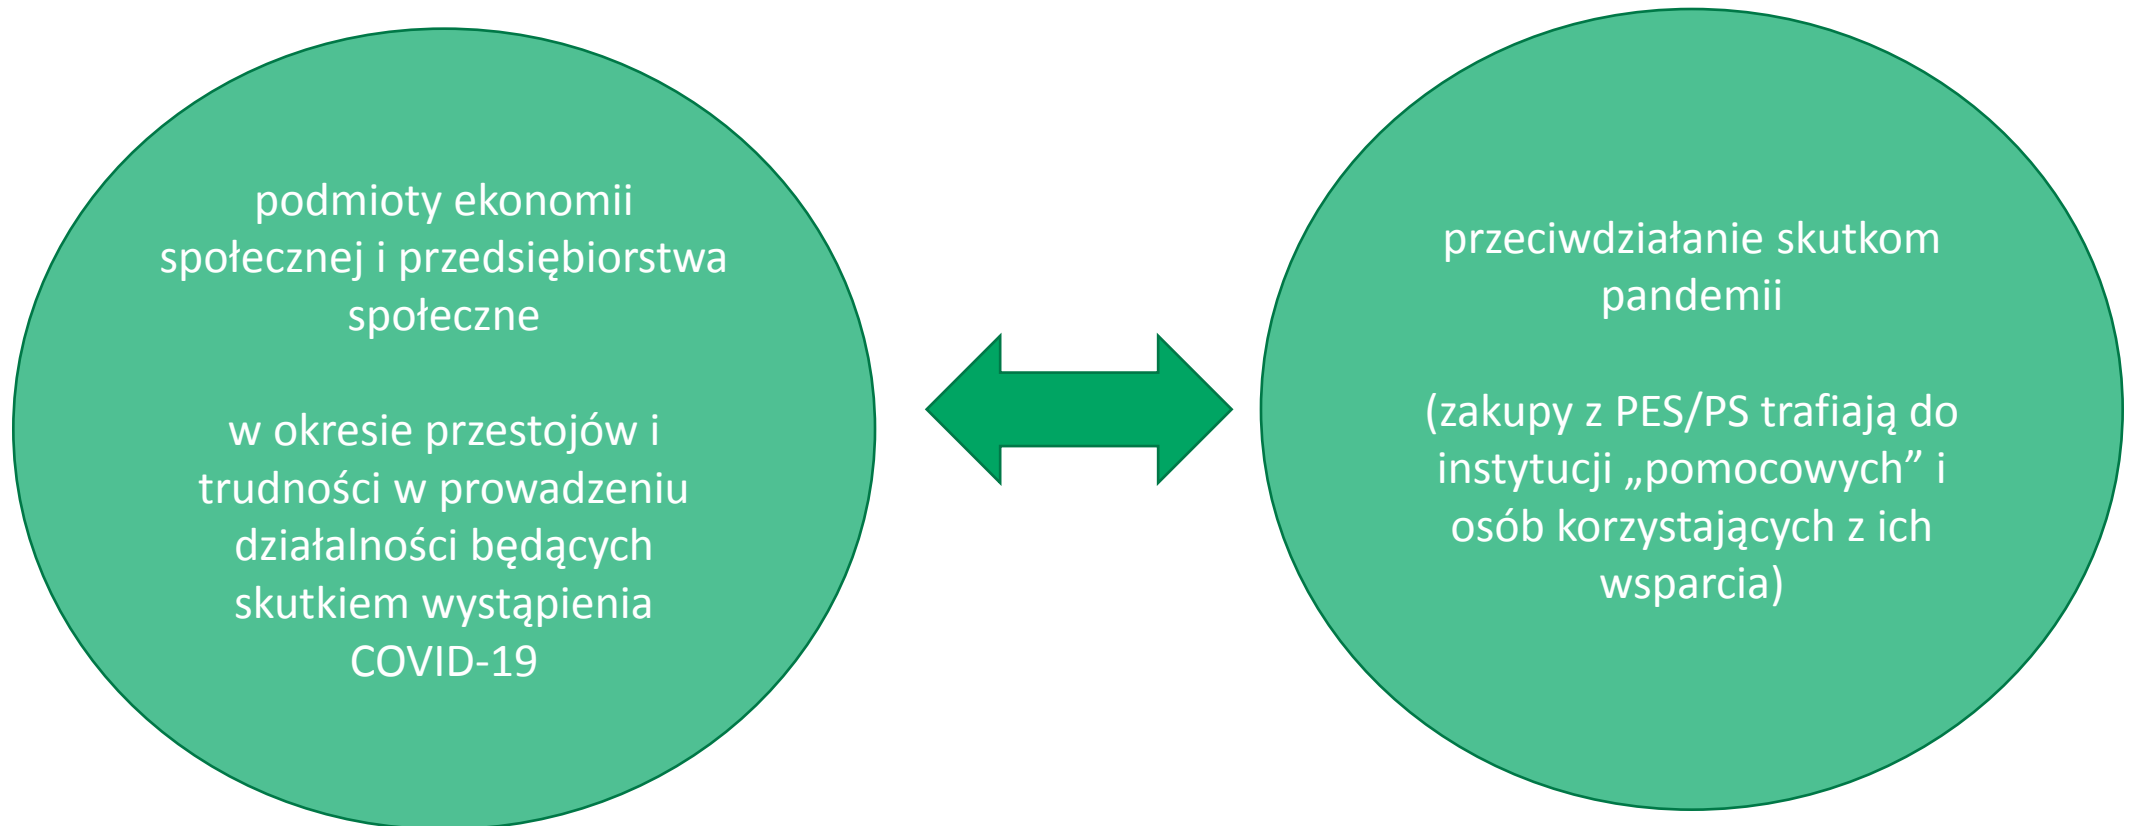 podmioty ekonomii
społecznej i przedsiębiorstwa
społeczne
w okresie przestojów i
trudności w prowadzeniu
działalności będących
skutkiem wystąpienia
COVID-19
przeciwdziałanie skutkom
pandemii
(zakupy z PES/PS trafiają do
instytucji „pomocowych” i
osób korzystających z ich
wsparcia)